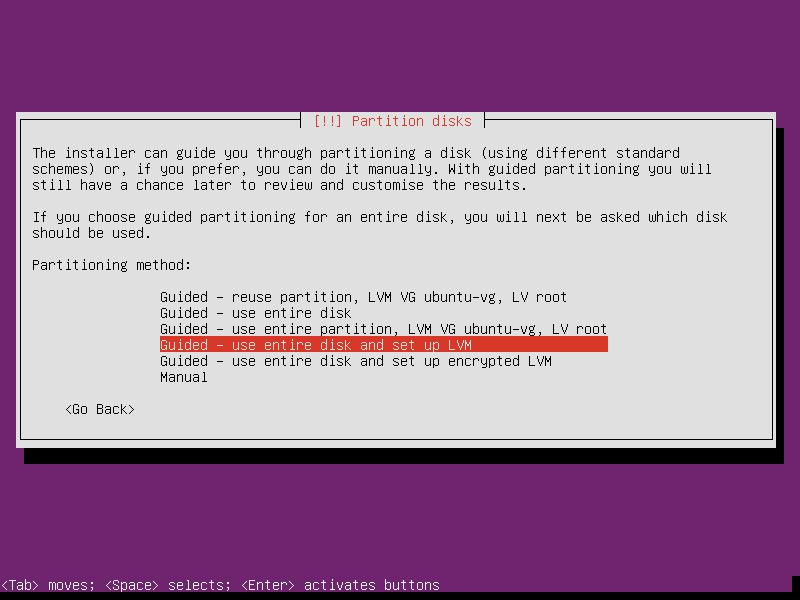 [!!] Partition disks
The installer can guide you through partitioning a disk (using different standard
schemes) or, if you prefer, you can do it manually. With guided partitioning you will
still have a chance later to review and customise the results.
If you choose guided partitioning for an entire disk, you will next be asked which disk
should be used.
Partitioning method:
Guided - reuse partition, LVM VG ubuntu-vg, LV root
Guided - use entire disk
Guided - use entire partition, LVM VG ubuntu-vg, LV root
Guided - use entire disk and set up LVM
Guided - use entire disk and set up encrypted LVM
Manual
<Go Back>
<Tab> moves; <Space> selects; <Enter> activates buttons